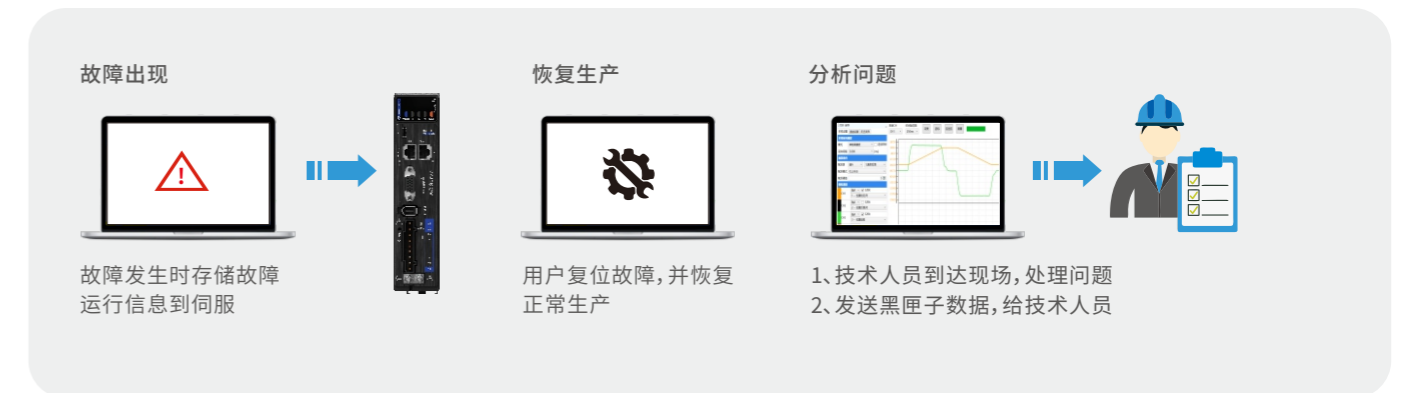 故障出现
恢复生产
分析问题
故障发生时存储故障
运行信息到伺服
用户复位故障，并恢复
正常生产
1、技术人员到达现场，处理问题
2、发送黑匣子数据，给技术人员